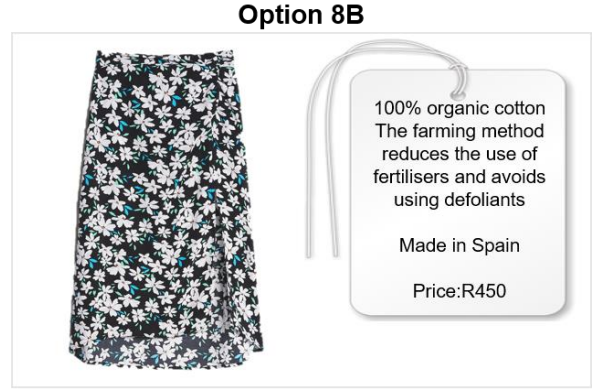 Option 8B
100% organic cotton
The farming method
reduces the use of
fertilisers and avoids
using defoliants
Made in Spain
Price:R450